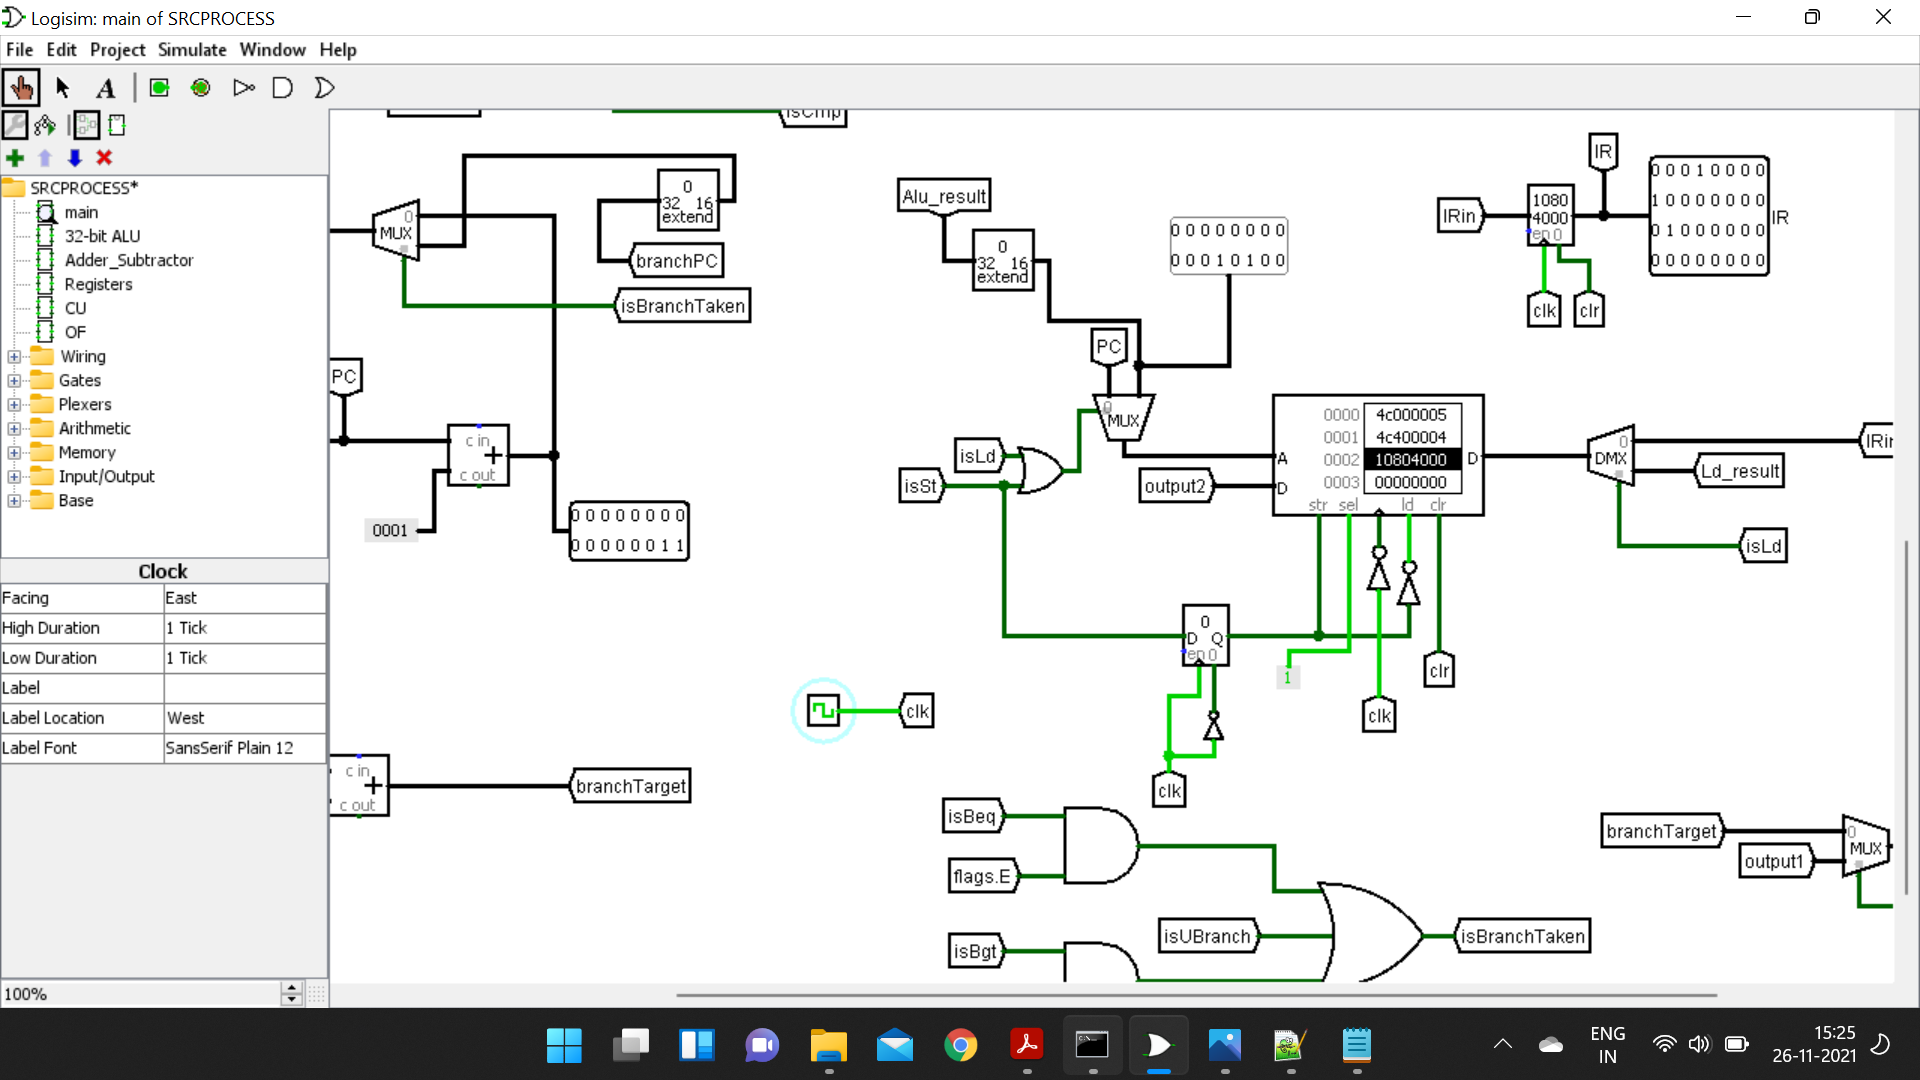 Logisim: main of SRCPROCESS
File Edit Project Simulate Window Help
A
SRCPROCESS*
main
32-bit ALU
Adder_Subtractor
Registers
CU
OF
Wiring
Gates
Plexers
Arithmetic
Memory
Input/Output
Base
Clock
Facing East
High Duration 1 Tick
Low Duration 1 Tick
Label
Label Location West
Label Font SansSerif Plain 12
100%
isCmp
0
MUX
0
32 16
extend
branchPC
isBranchTaken
PC
c in
+
c out
0001
0 0 0 0 0 0 0 0
0 0 0 0 0 0 1 1
c in
+
c out
branchTarget
Alu_result
0
32 16
extend
0 0 0 0 0 0 0 0
0 0 0 1 0 1 0 0
PC
0
MUX
isLd
isSt
output2
A
D
0000 4c000005
0001 4c400004
0002 10804000
0003 00000000
D
str sel ld clr
0
DMX
IRin
Ld_result
isLd
IRin
1080
4000
en 0
clk
clr
IR
0 0 0 1 0 0 0 0
1 0 0 0 0 0 0 0
0 1 0 0 0 0 0 0
0 0 0 0 0 0 0 0
IR
0
D Q
en 0
1
clk
clr
clk
clk
isBeq
flags.E
isBgt
isUBranch
isBranchTaken
branchTarget
output1
0
MUX
ENG
IN
15:25
26-11-2021